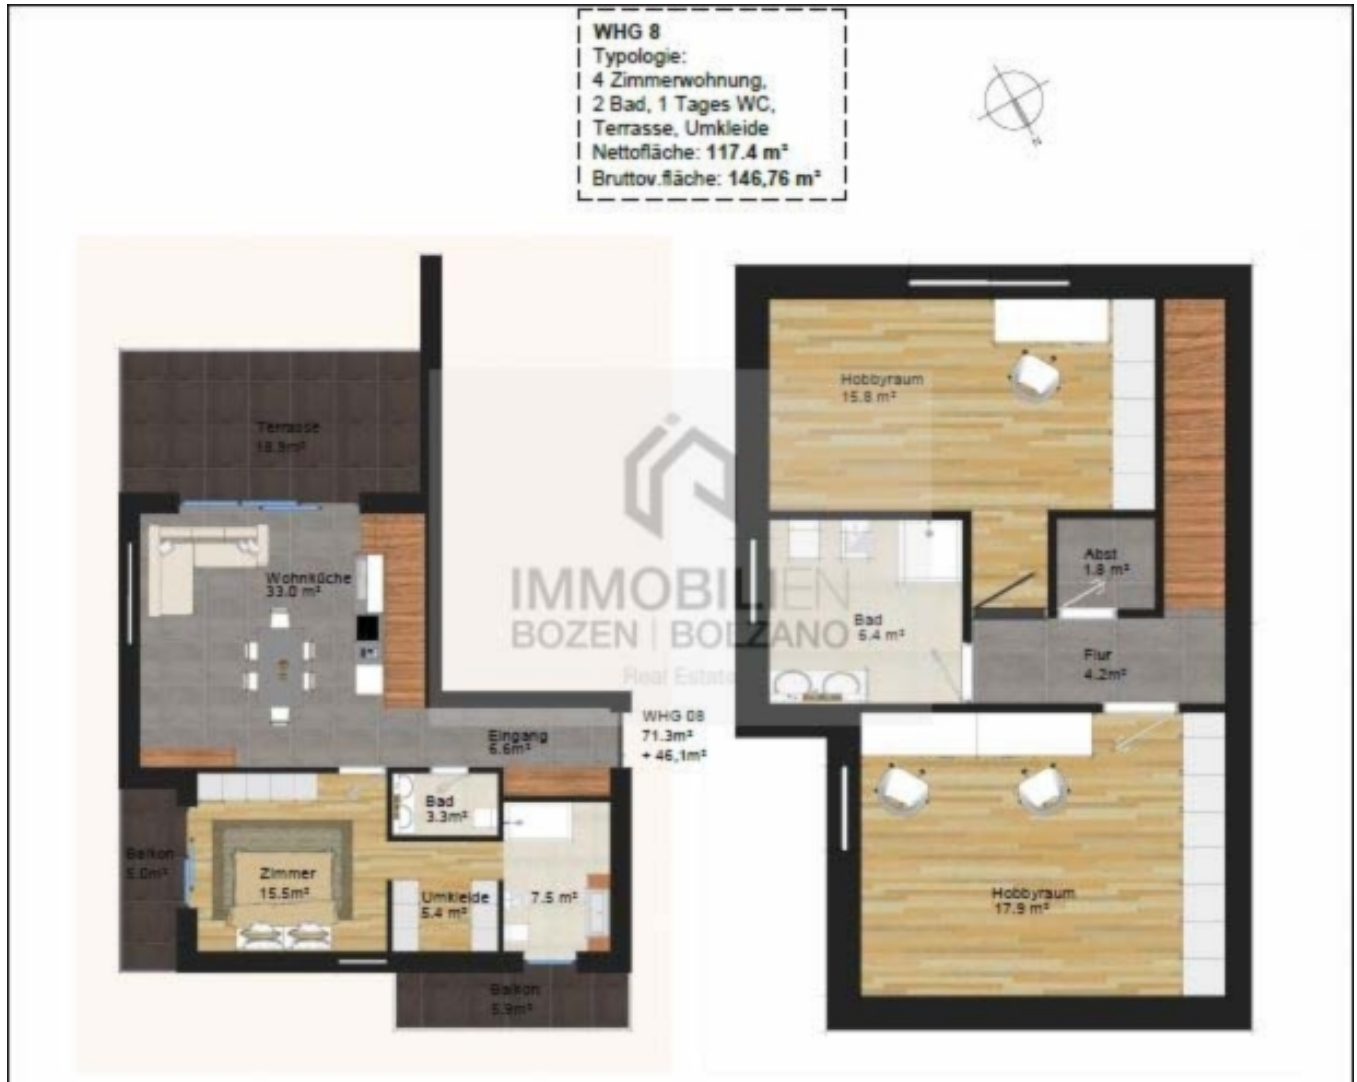 WHG 8
Typologie:
4 Zimmerwohnung,
2 Bad, 1 Tages WC,
Terrasse, Umkleide
Nettofläche: 117.4 m²
Bruttov.fläche: 146,76 m²
Terrasse
18.9m²
Wohnküche
33.0 m²
Eingang
6.6m²
WHG 08
71.3m²
+ 46,1m²
Bad
3.3m²
Balkon
5.0m²
Zimmer
15.5m²
Umkleide
5.4 m²
7.5 m²
Balkon
5.9m²
IMMOBILIEN
BOZEN | BOLZANO
Real Estate
Hobbyraum
15.8 m²
Abst
1.8 m²
Bad
6.4 m²
Flur
4.2m²
Hobbyraum
17.9 m²